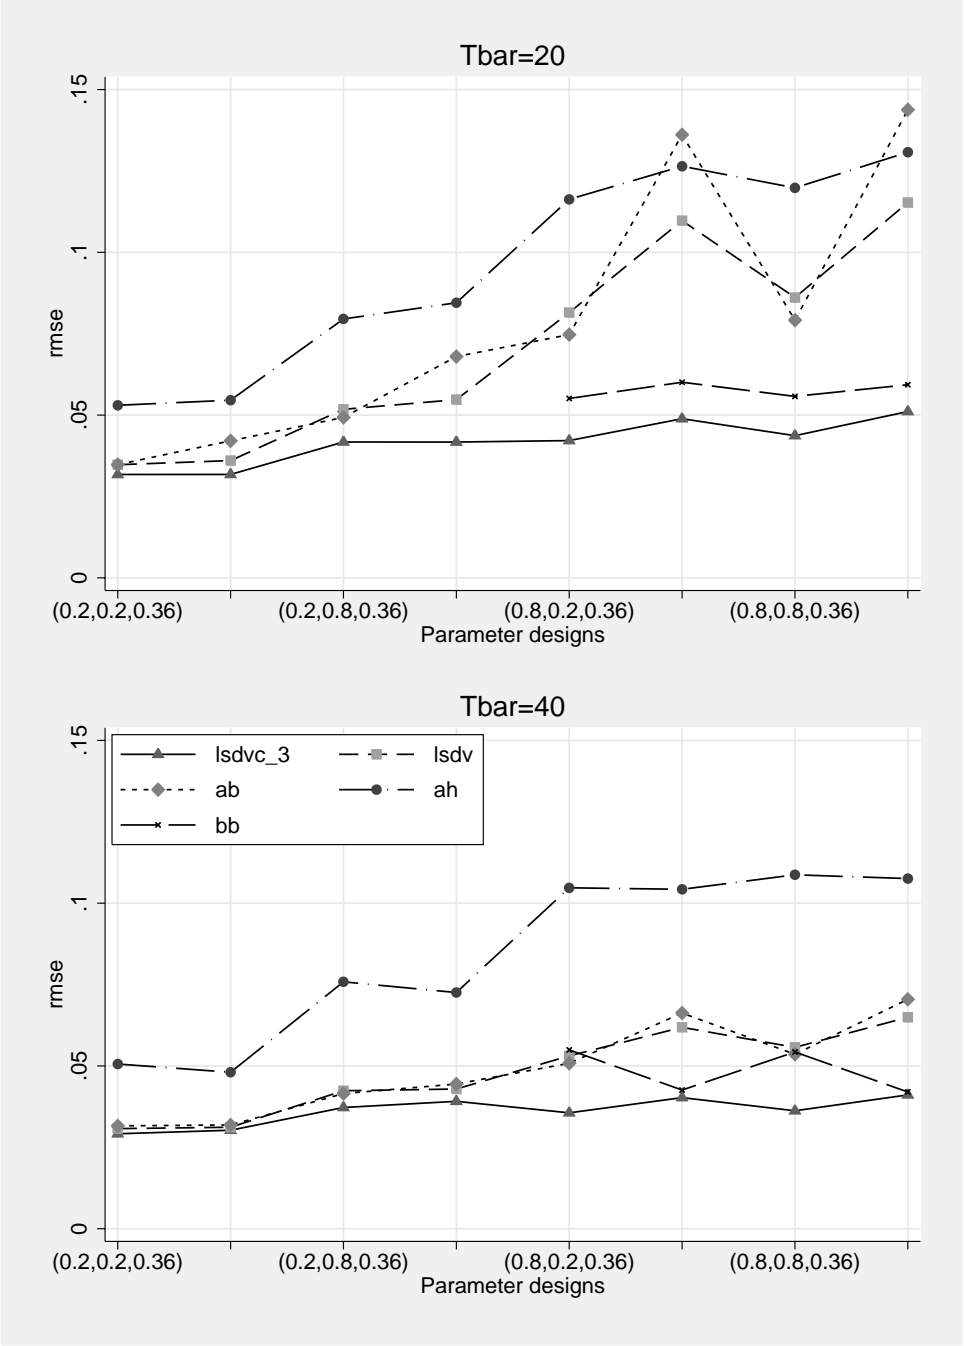 Tbar=20
.15
.1
.05
0
rmse
(0.2,0.2,0.36) (0.2,0.8,0.36) (0.8,0.2,0.36) (0.8,0.8,0.36)
Parameter designs
Tbar=40
.15
.1
.05
0
rmse
lsdvc_3 lsdv
ab ah
bb
(0.2,0.2,0.36) (0.2,0.8,0.36) (0.8,0.2,0.36) (0.8,0.8,0.36)
Parameter designs